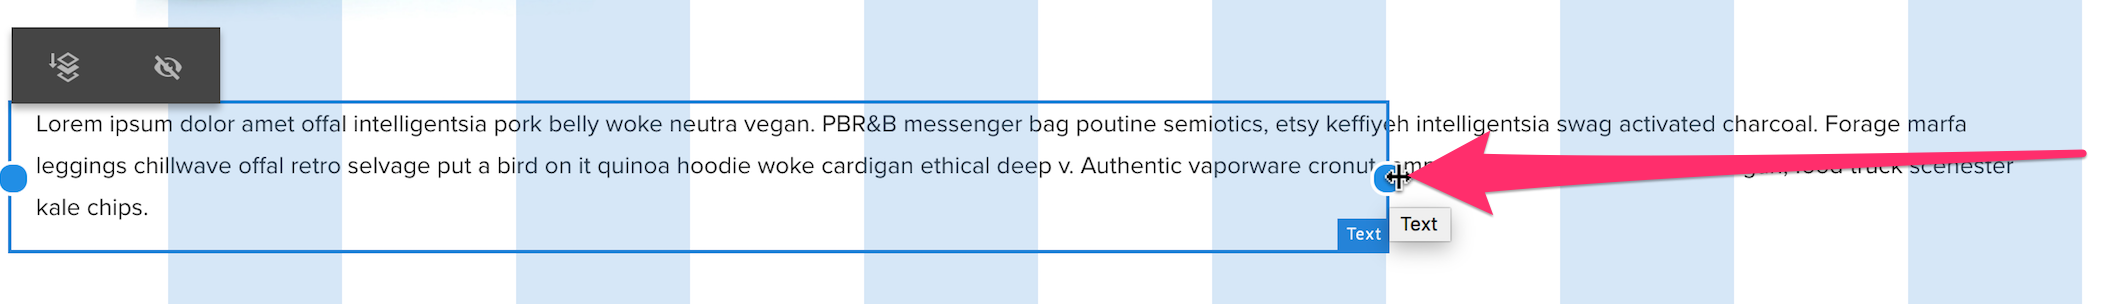 Lorem ipsum dolor amet offal intelligentsia pork belly woke neutra vegan. PBR&B messenger bag poutine semiotics, etsy keffiyeh intelligentsia swag activated charcoal. Forage marfa
leggings chillwave offal retro selvage put a bird on it quinoa hoodie woke cardigan ethical deep v. Authentic vaporware cronut food truck scenester
kale chips.
Text
Text